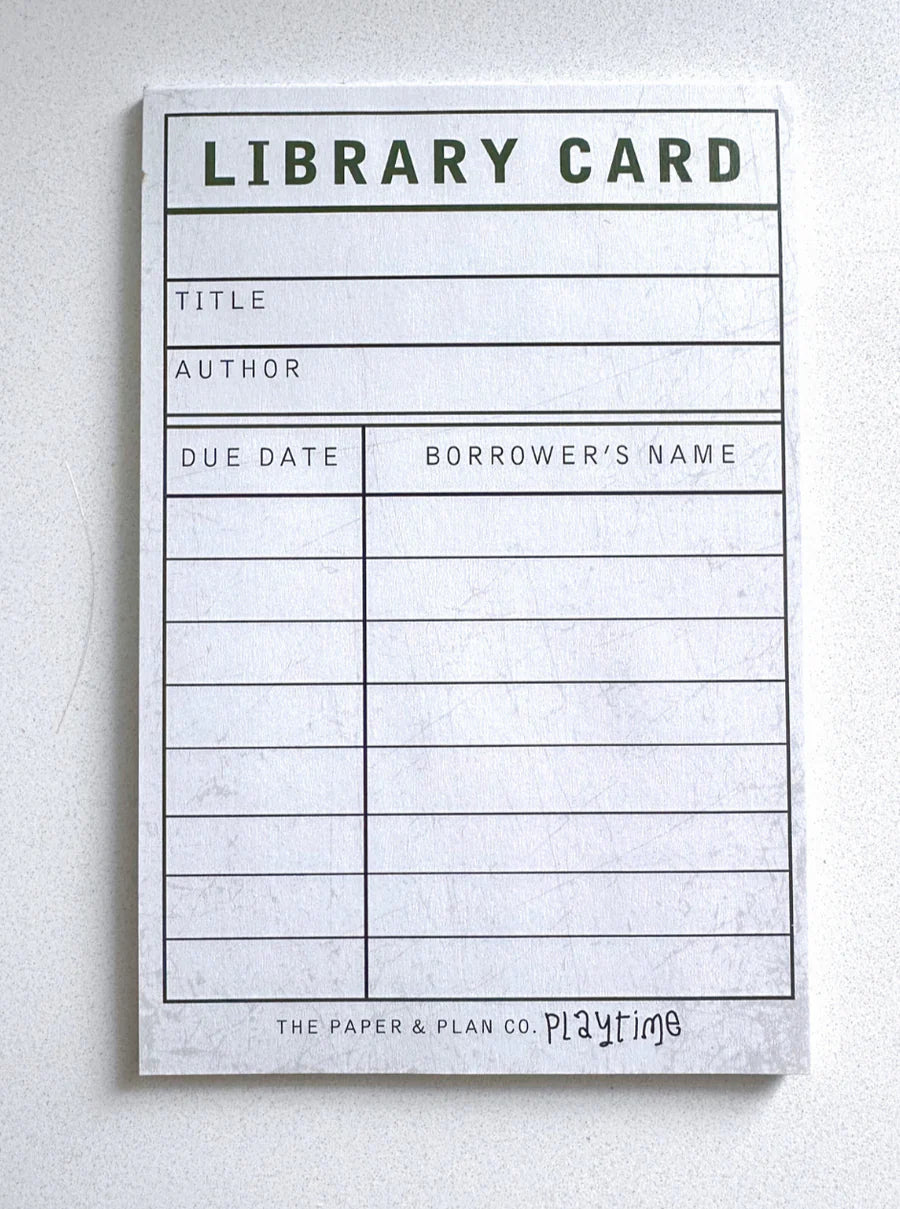 LIBRARY CARD
TITLE
AUTHOR
DUE DATE BORROWER'S NAME
THE PAPER & PLAN CO. playtime